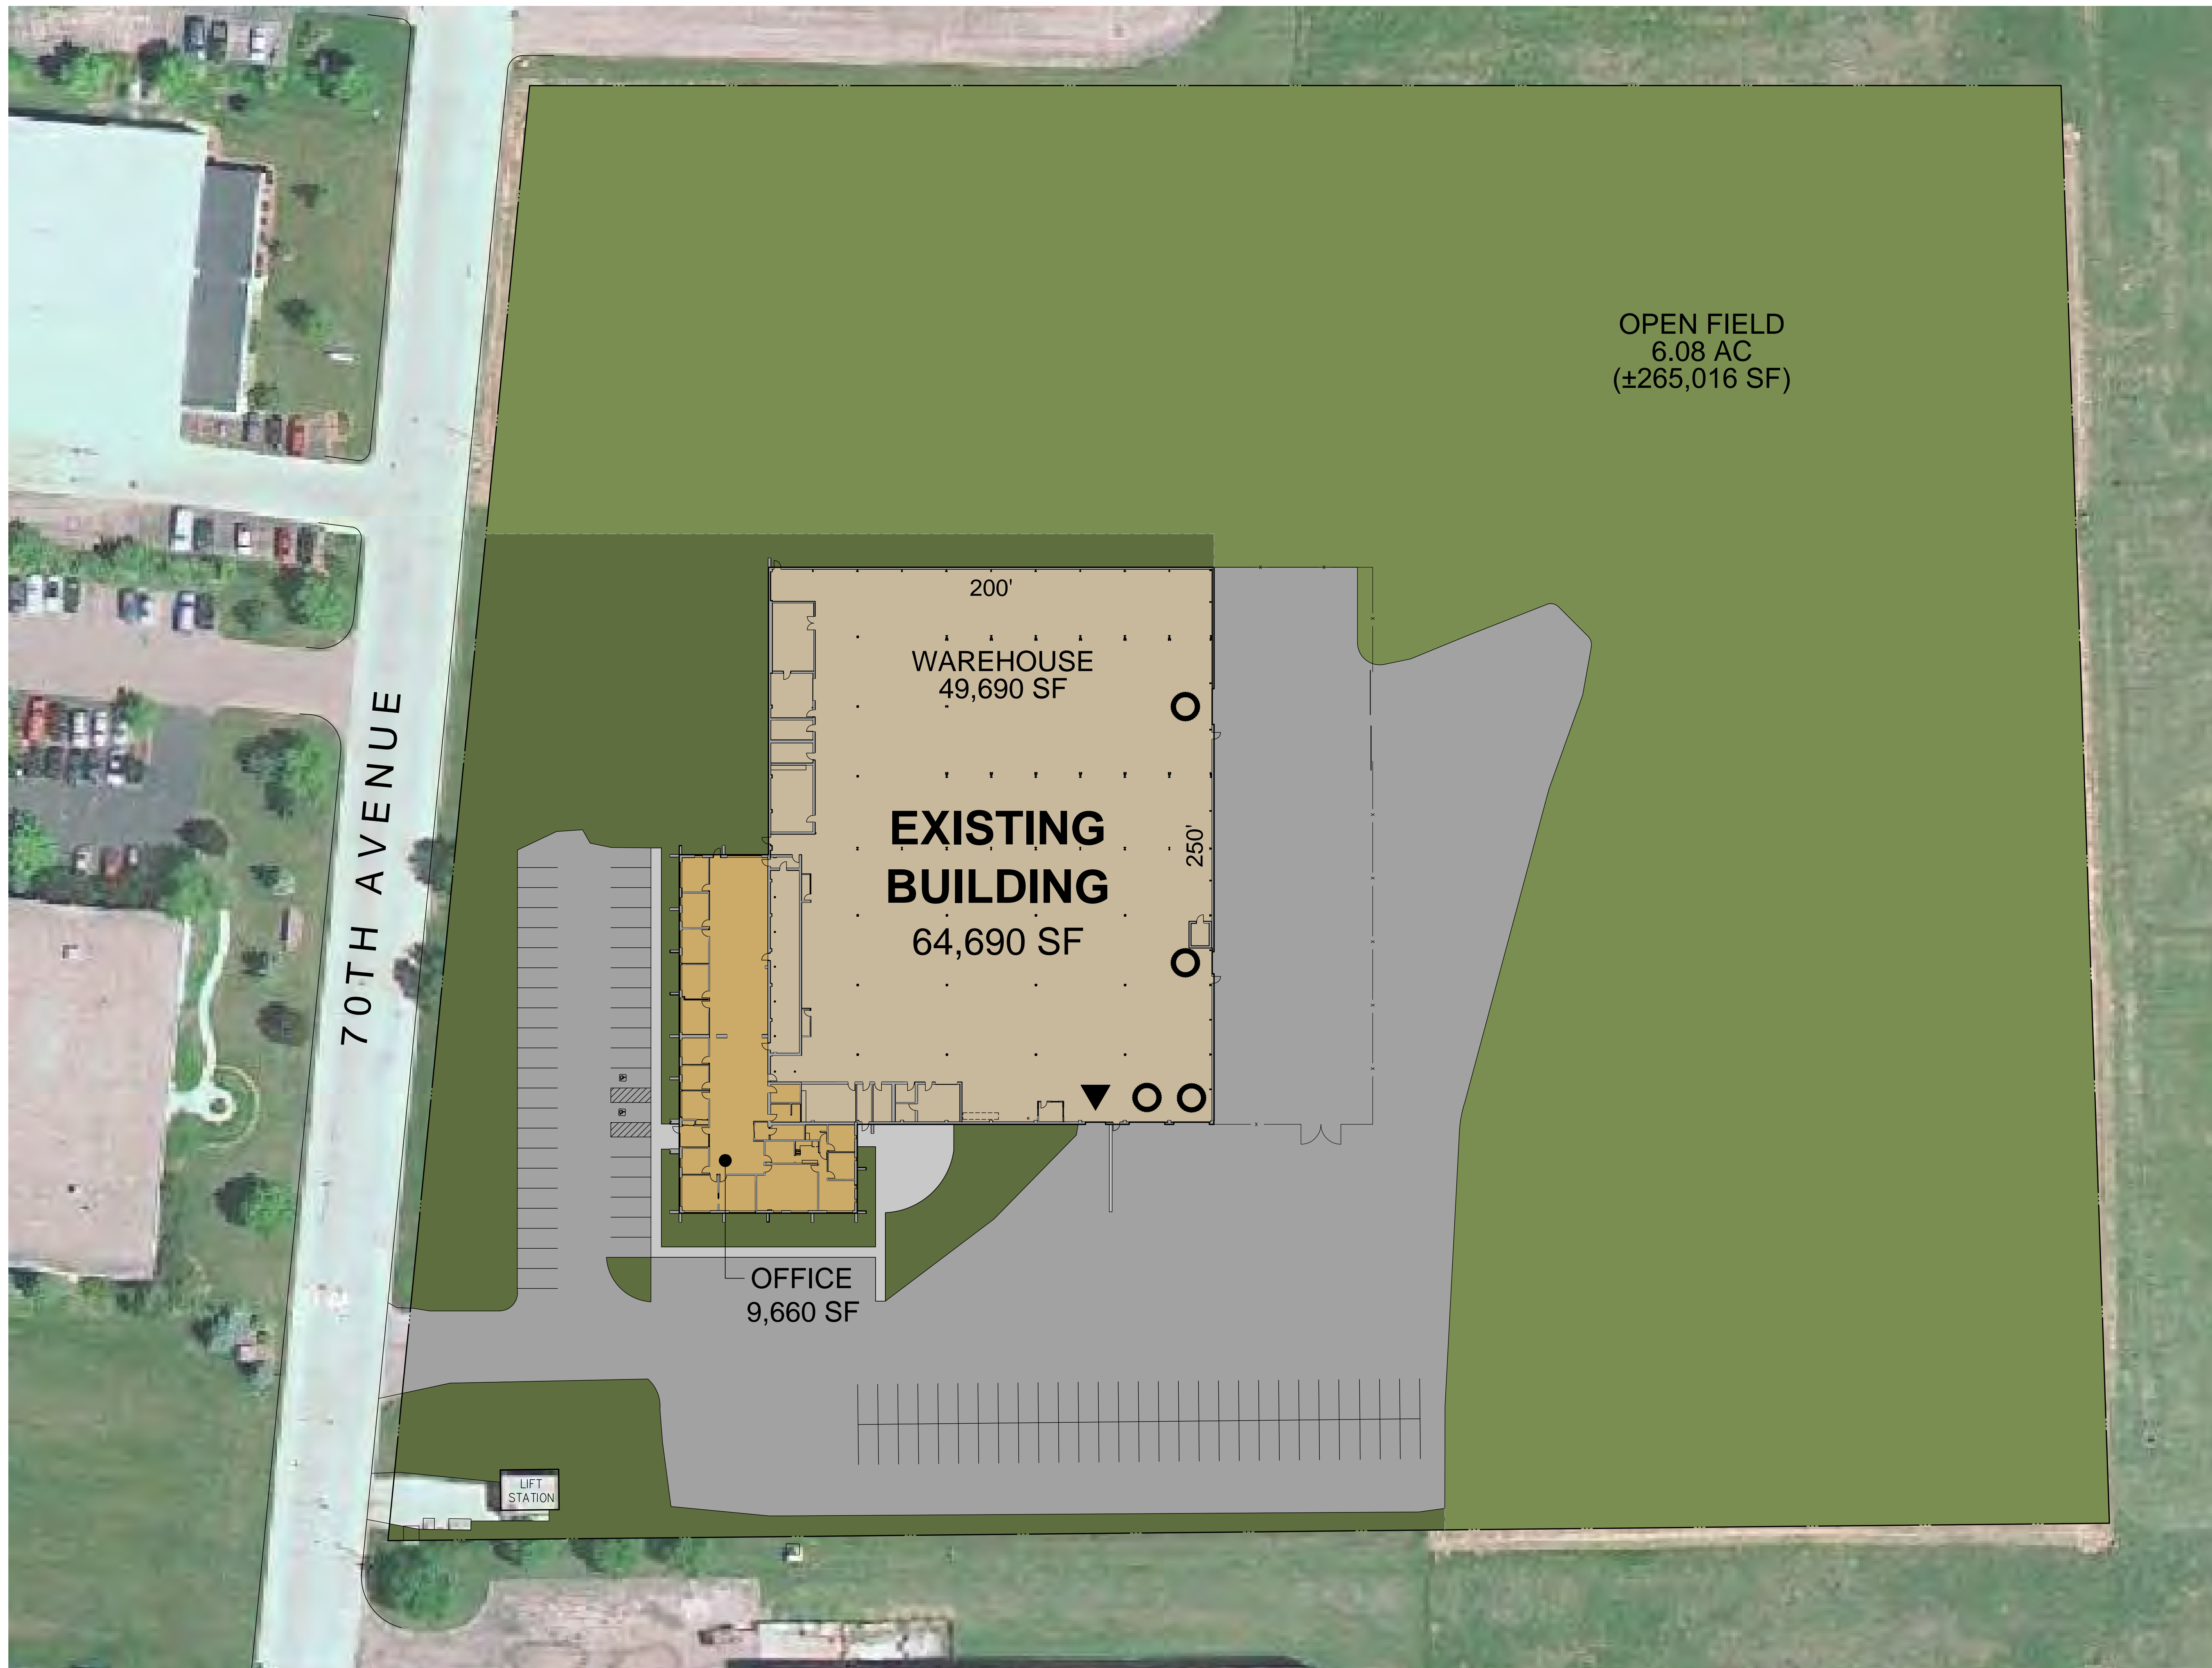 OPEN FIELD
6.08 AC
(±265,016 SF)
200'
WAREHOUSE
49,690 SF
EXISTING
BUILDING
64,690 SF
250'
70TH AVENUE
OFFICE
9,660 SF
LIFT
STATION